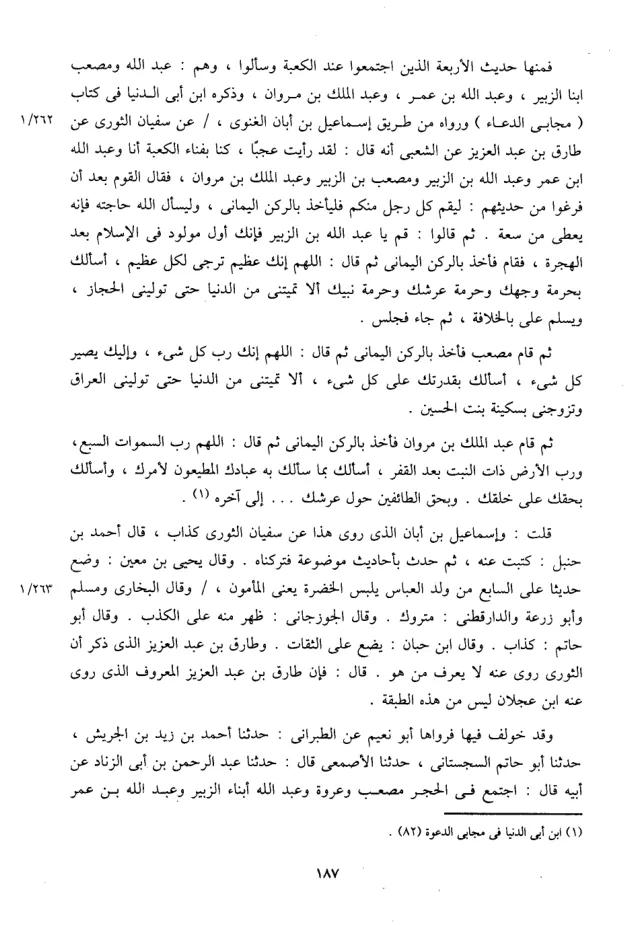 فمنها حديث الأربعة الذين اجتمعوا عند الكعبة وسألوا ، وهم : عبد الله ومصعب
ابنا الزبير ، وعبد الله بن عمر ، وعبد الملك بن مروان ، وذكره ابن أبى الدنيا فى كتاب
( مجابى الدعاء ) ورواه من طريق إسماعيل بن أبان الغنوى ، / عن سفيان الثورى عن ١/٢٦٢
طارق بن عبد العزيز عن الشعبى أنه قال : لقد رأيت عجبًا ، كنا بفناء الكعبة أنا وعبد الله
ابن عمر وعبد الله بن الزبير ومصعب بن الزبير وعبد الملك بن مروان ، فقال القوم بعد أن
فرغوا من حديثهم : ليقم كل رجل منكم فليأخذ بالركن اليمانى ، وليسأل الله حاجته فإنه
يعطى من سعة . ثم قالوا : قم يا عبد الله بن الزبير فإنك أول مولود فى الإسلام بعد
الهجرة ، فقام فأخذ بالركن اليمانى ثم قال : اللهم إنك عظيم ترجى لكل عظيم ، أسألك
بحرمة وجهك وحرمة عرشك وحرمة نبيك ألا تميتنى من الدنيا حتى تولينى الحجاز ،
ويسلم على بالخلافة ، ثم جاء فجلس .
ثم قام مصعب فأخذ بالركن اليمانى ثم قال : اللهم إنك رب كل شىء ، وإليك يصير
كل شىء ، أسألك بقدرتك على كل شىء ، ألا تميتنى من الدنيا حتى تولينى العراق
وتزوجنى بسكينة بنت الحسين .
ثم قام عبد الملك بن مروان فأخذ بالركن اليمانى ثم قال : اللهم رب السموات السبع،
ورب الأرض ذات النبت بعد القفر ، أسألك بما سألك به عبادك المطيعون لأمرك ، وأسألك
بحقك على خلقك . وبحق الطائفين حول عرشك ... إلى آخره (١) .
قلت : وإسماعيل بن أبان الذى روى هذا عن سفيان الثورى كذاب ، قال أحمد بن
حنبل : كتبت عنه ، ثم حدث بأحاديث موضوعة فتركناه . وقال يحيى بن معين : وضع
حديثا على السابع من ولد العباس يلبس الخضرة يعنى المأمون ، / وقال البخارى ومسلم ١/٢٦٣
وأبو زرعة والدارقطنى : متروك . وقال الجوزجانى : ظهر منه على الكذب . وقال أبو
حاتم : كذاب . وقال ابن حبان : يضع على الثقات . وطارق بن عبد العزيز الذى ذكر أن
الثورى روى عنه لا يعرف من هو . قال : فإن طارق بن عبد العزيز المعروف الذى روى
عنه ابن عجلان ليس من هذه الطبقة .
وقد خولف فيها فرواها أبو نعيم عن الطبرانى : حدثنا أحمد بن زيد بن الجريش ،
حدثنا أبو حاتم السجستانى ، حدثنا الأصمعى قال : حدثنا عبد الرحمن بن أبى الزناد عن
أبيه قال : اجتمع فى الحجر مصعب وعروة وعبد الله أبناء الزبير وعبد الله بن عمر
(١) ابن أبى الدنيا فى مجابى الدعوة (٨٢) .
١٨٧